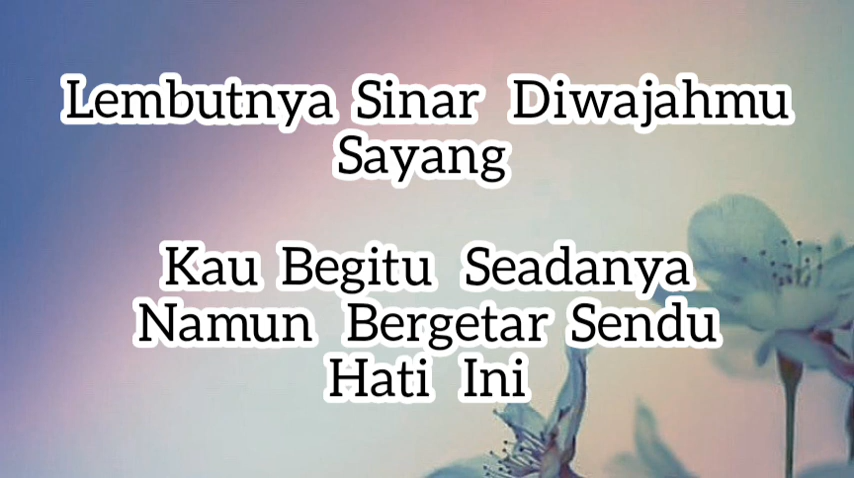 Lembutnya Sinar Diwajahmu
Sayang
Kau Begitu Seadanya
Namun Bergetar Sendu
Hati Ini